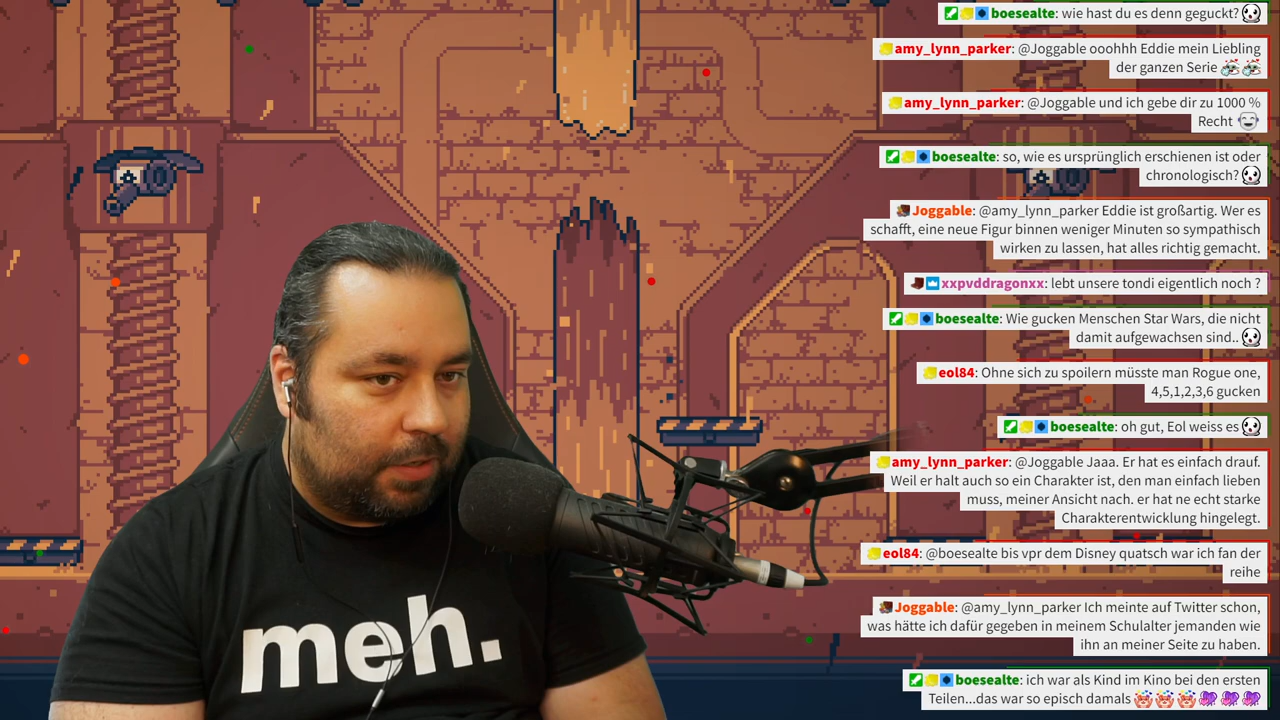 boesealte: wie hast du es denn geguckt?
amy_lynn_parker: @Joggable ooohhh Eddie mein Liebling
der ganzen Serie
amy_lynn_parker: @Joggable und ich gebe dir zu 1000 %
Recht
boesealte: so, wie es ursprünglich erschienen ist oder
chronologisch?
Joggable: @amy_lynn_parker Eddie ist großartig. Wer es
schafft, eine neue Figur binnen weniger Minuten so sympathisch
wirken zu lassen, hat alles richtig gemacht.
xxpvddragonxx: lebt unsere tondi eigentlich noch ?
boesealte: Wie gucken Menschen Star Wars, die nicht
damit aufgewachsen sind..
eol84: Ohne sich zu spoilern müsste man Rogue one,
4,5,1,2,3,6 gucken
boesealte: oh gut, Eol weiss es
amy_lynn_parker: @Joggable Jaaa. Er hat es einfach drauf.
Weil er halt auch so ein Charakter ist, den man einfach lieben
muss, meiner Ansicht nach. er hat ne echt starke
Charakterentwicklung hingelegt.
eol84: @boesealte bis vpr dem Disney quatsch war ich fan der
reihe
Joggable: @amy_lynn_parker Ich meinte auf Twitter schon,
was hätte ich dafür gegeben in meinem Schulalter jemanden wie
ihn an meiner Seite zu haben.
boesealte: ich war als Kind im Kino bei den ersten
Teilen...das war so episch damals
meh.